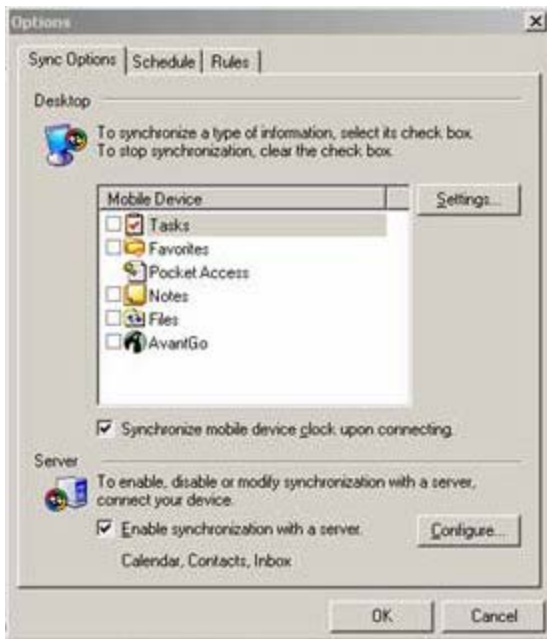 Options
Sync Options Schedule Rules
Desktop
To synchronize a type of information, select its check box.
To stop synchronization, clear the check box.
Mobile Device
Settings...
Tasks
Favorites
Pocket Access
Notes
Files
AvantGo
Synchronize mobile device clock upon connecting.
Server
To enable, disable or modify synchronization with a server,
connect your device.
Enable synchronization with a server.
Configure...
Calendar, Contacts, Inbox
OK Cancel